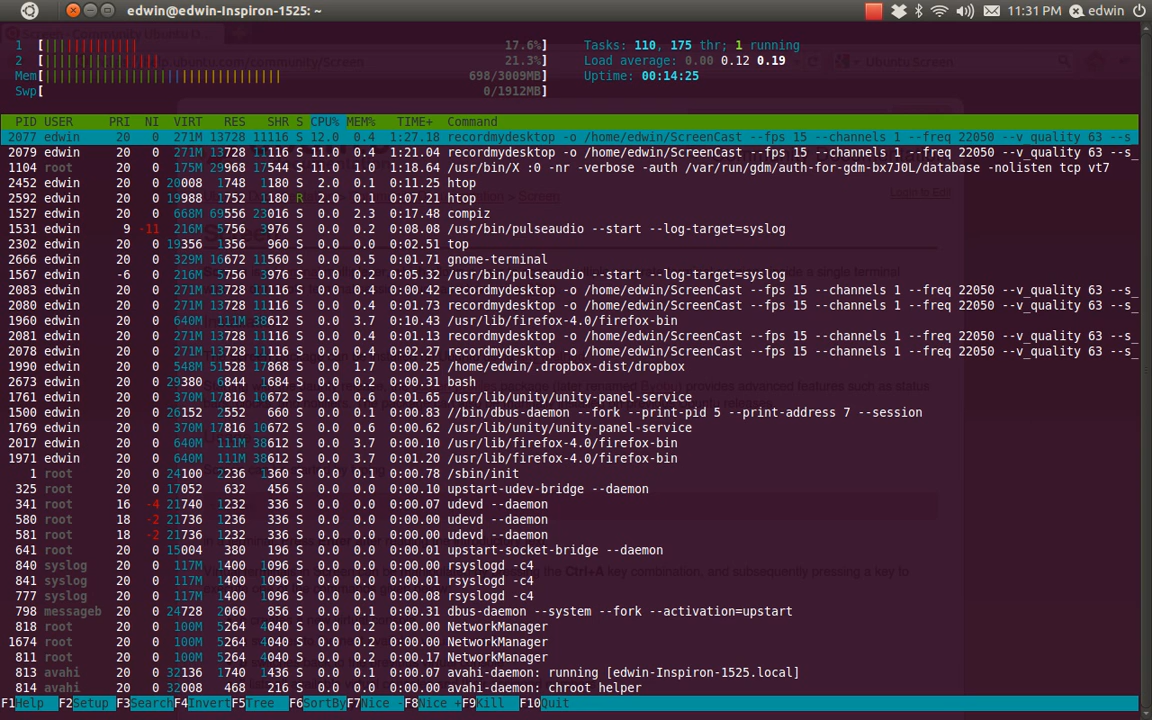 edwin@edwin-Inspiron-1525: ~ 11:31 PM edwin
1 [|||||||||||||| 17.6%] Tasks: 110, 175 thr; 1 running
2 [||||||||||||||||| 21.3%] Load average: 0.00 0.12 0.19
Mem[||||||||||||||||||||||||||||||||| 698/3009MB] Uptime: 00:14:25
Swp[ 0/1912MB]
PID USER PRI NI VIRT RES SHR S CPU% MEM% TIME+ Command
2077 edwin 20 0 271M 13728 11116 S 12.0 0.4 1:27.18 recordmydesktop -o /home/edwin/ScreenCast --fps 15 --channels 1 --freq 22050 --v_quality 63 --s_
2079 edwin 20 0 271M 13728 11116 S 11.0 0.4 1:21.04 recordmydesktop -o /home/edwin/ScreenCast --fps 15 --channels 1 --freq 22050 --v_quality 63 --s_
1104 root 20 0 175M 29968 17544 S 11.0 1.0 1:18.64 /usr/bin/X :0 -nr -verbose -auth /var/run/gdm/auth-for-gdm-bx7J0L/database -nolisten tcp vt7
2452 edwin 20 0 20008 1748 1180 S 2.0 0.1 0:11.25 htop
2592 edwin 20 0 19988 1752 1180 R 2.0 0.1 0:07.21 htop
1527 edwin 20 0 668M 69556 23016 S 0.0 2.3 0:17.48 compiz
1531 edwin 9 -11 216M 5756 3976 S 0.0 0.2 0:08.08 /usr/bin/pulseaudio --start --log-target=syslog
2302 edwin 20 0 19356 1356 960 S 0.0 0.0 0:02.51 top
2666 edwin 20 0 329M 16672 11560 S 0.0 0.5 0:01.71 gnome-terminal
1567 edwin -6 0 216M 5756 3976 S 0.0 0.2 0:05.32 /usr/bin/pulseaudio --start --log-target=syslog
2083 edwin 20 0 271M 13728 11116 S 0.0 0.4 0:00.42 recordmydesktop -o /home/edwin/ScreenCast --fps 15 --channels 1 --freq 22050 --v_quality 63 --s_
2080 edwin 20 0 271M 13728 11116 S 0.0 0.4 0:01.73 recordmydesktop -o /home/edwin/ScreenCast --fps 15 --channels 1 --freq 22050 --v_quality 63 --s_
1960 edwin 20 0 640M 111M 38612 S 0.0 3.7 0:10.43 /usr/lib/firefox-4.0/firefox-bin
2081 edwin 20 0 271M 13728 11116 S 0.0 0.4 0:01.13 recordmydesktop -o /home/edwin/ScreenCast --fps 15 --channels 1 --freq 22050 --v_quality 63 --s_
2078 edwin 20 0 271M 13728 11116 S 0.0 0.4 0:02.27 recordmydesktop -o /home/edwin/ScreenCast --fps 15 --channels 1 --freq 22050 --v_quality 63 --s_
1990 edwin 20 0 548M 51528 17868 S 0.0 1.7 0:00.25 /home/edwin/.dropbox-dist/dropbox
2673 edwin 20 0 29380 6844 1684 S 0.0 0.2 0:00.31 bash
1761 edwin 20 0 370M 17816 10672 S 0.0 0.6 0:01.65 /usr/lib/unity/unity-panel-service
1500 edwin 20 0 26152 2552 660 S 0.0 0.1 0:00.83 //bin/dbus-daemon --fork --print-pid 5 --print-address 7 --session
1769 edwin 20 0 370M 17816 10672 S 0.0 0.6 0:00.62 /usr/lib/unity/unity-panel-service
2017 edwin 20 0 640M 111M 38612 S 0.0 3.7 0:00.10 /usr/lib/firefox-4.0/firefox-bin
1971 edwin 20 0 640M 111M 38612 S 0.0 3.7 0:01.20 /usr/lib/firefox-4.0/firefox-bin
1 root 20 0 24100 2236 1360 S 0.0 0.1 0:00.78 /sbin/init
325 root 20 0 17052 632 456 S 0.0 0.0 0:00.10 upstart-udev-bridge --daemon
341 root 16 -4 21740 1232 336 S 0.0 0.0 0:00.07 udevd --daemon
580 root 18 -2 21736 1236 336 S 0.0 0.0 0:00.00 udevd --daemon
581 root 18 -2 21736 1232 336 S 0.0 0.0 0:00.00 udevd --daemon
641 root 20 0 15004 380 196 S 0.0 0.0 0:00.01 upstart-socket-bridge --daemon
840 syslog 20 0 117M 1400 1096 S 0.0 0.0 0:00.04 rsyslogd -c4
841 syslog 20 0 117M 1400 1096 S 0.0 0.0 0:00.01 rsyslogd -c4
777 syslog 20 0 117M 1400 1096 S 0.0 0.0 0:00.08 rsyslogd -c4
798 messageb 20 0 24728 2060 856 S 0.0 0.1 0:00.31 dbus-daemon --system --fork --activation=upstart
818 root 20 0 100M 5264 4040 S 0.0 0.2 0:00.00 NetworkManager
1674 root 20 0 100M 5264 4040 S 0.0 0.2 0:00.00 NetworkManager
811 root 20 0 100M 5264 4040 S 0.0 0.2 0:00.17 NetworkManager
813 avahi 20 0 32136 1740 1436 S 0.0 0.1 0:00.07 avahi-daemon: running [edwin-Inspiron-1525.local]
814 avahi 20 0 32008 468 216 S 0.0 0.0 0:00.00 avahi-daemon: chroot helper
F1Help F2Setup F3Search F4Invert F5Tree F6SortBy F7Nice - F8Nice + F9Kill F10Quit